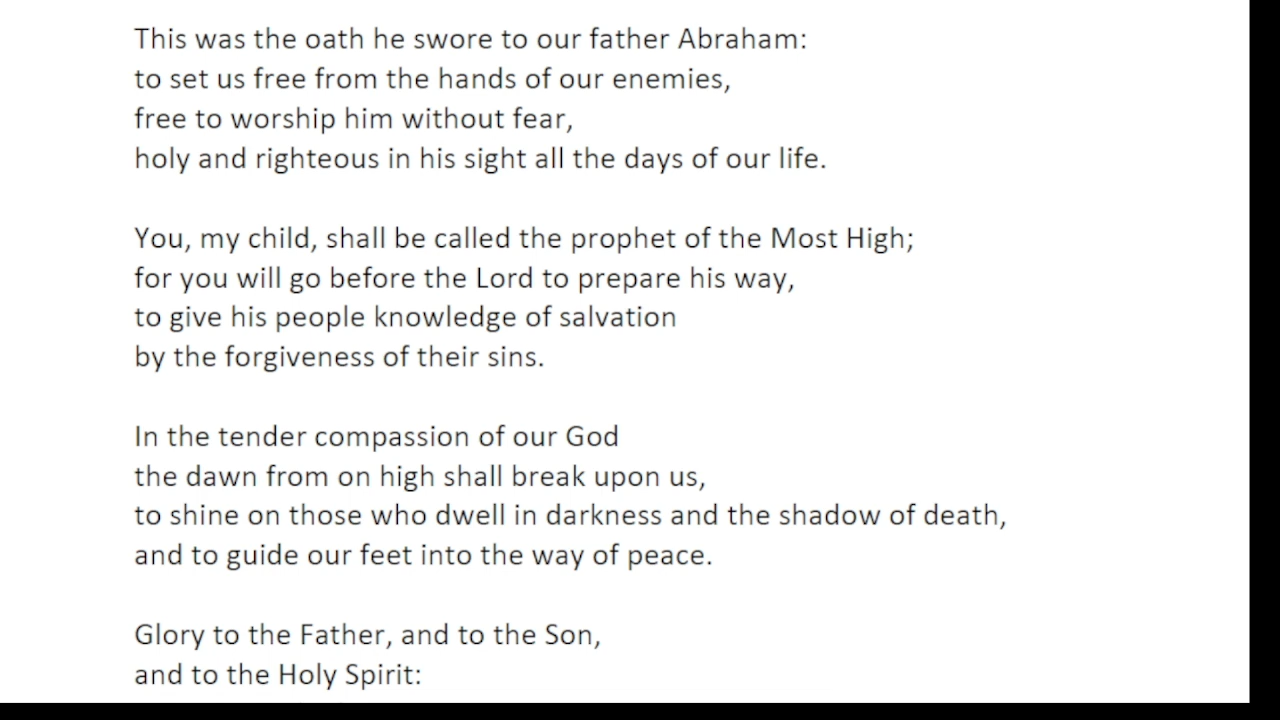 This was the oath he swore to our father Abraham:
to set us free from the hands of our enemies,
free to worship him without fear,
holy and righteous in his sight all the days of our life.
You, my child, shall be called the prophet of the Most High;
for you will go before the Lord to prepare his way,
to give his people knowledge of salvation
by the forgiveness of their sins.
In the tender compassion of our God
the dawn from on high shall break upon us,
to shine on those who dwell in darkness and the shadow of death,
and to guide our feet into the way of peace.
Glory to the Father, and to the Son,
and to the Holy Spirit: